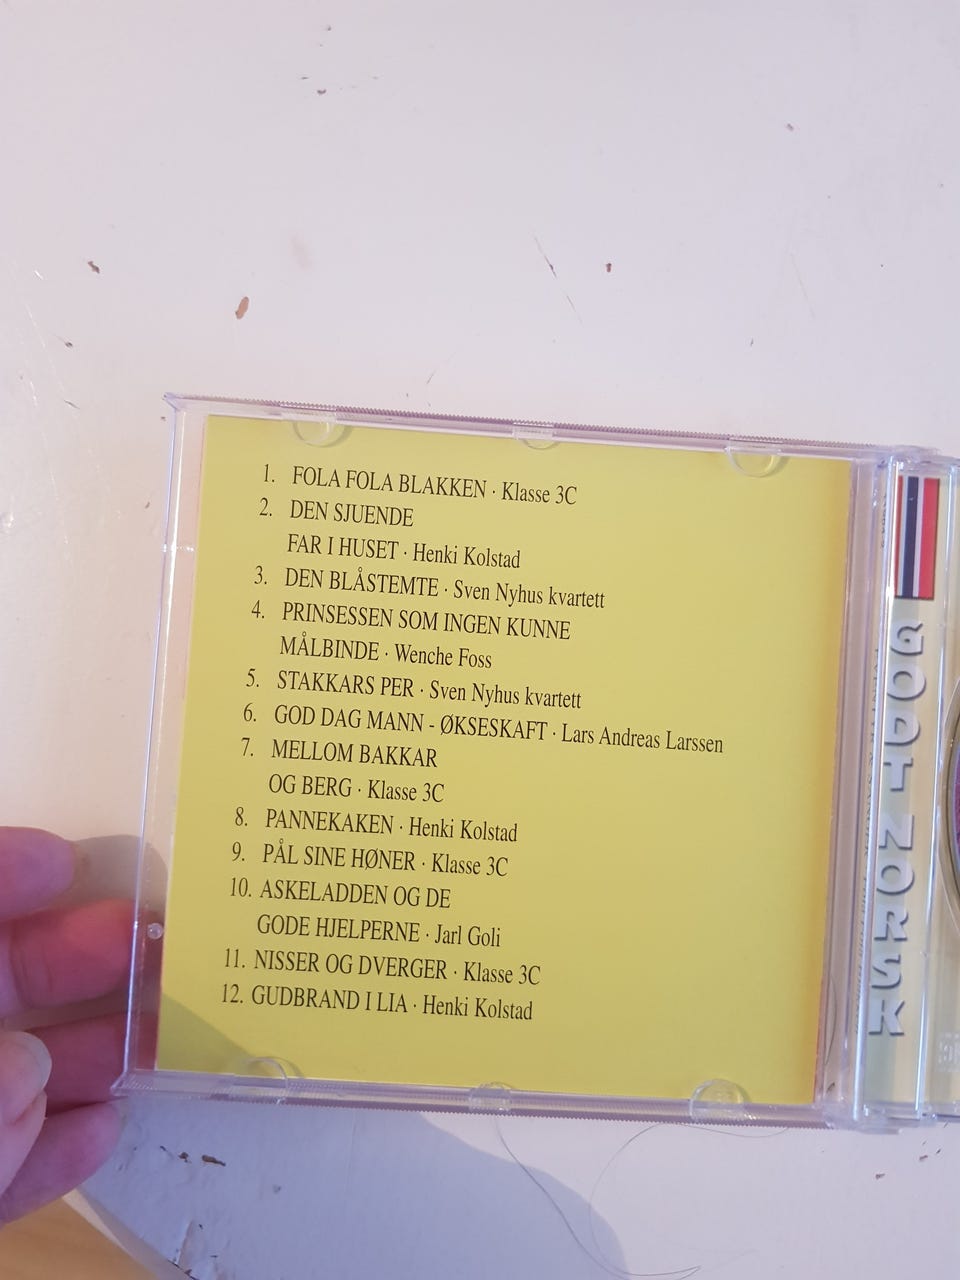 1. FOLA FOLA BLAKKEN · Klasse 3C
2. DEN SJUENDE
FAR I HUSET · Henki Kolstad
3. DEN BLÅSTEMTE · Sven Nyhus kvartett
4. PRINSESSEN SOM INGEN KUNNE
MÅLBINDE · Wenche Foss
5. STAKKARS PER · Sven Nyhus kvartett
6. GOD DAG MANN - ØKSESKAFT · Lars Andreas Larssen
7. MELLOM BAKKAR
OG BERG · Klasse 3C
8. PANNEKAKEN · Henki Kolstad
9. PÅL SINE HØNER · Klasse 3C
10. ASKELADDEN OG DE
GODE HJELPERNE · Jarl Goli
11. NISSER OG DVERGER · Klasse 3C
12. GUDBRAND I LIA · Henki Kolstad
GODT NORSK